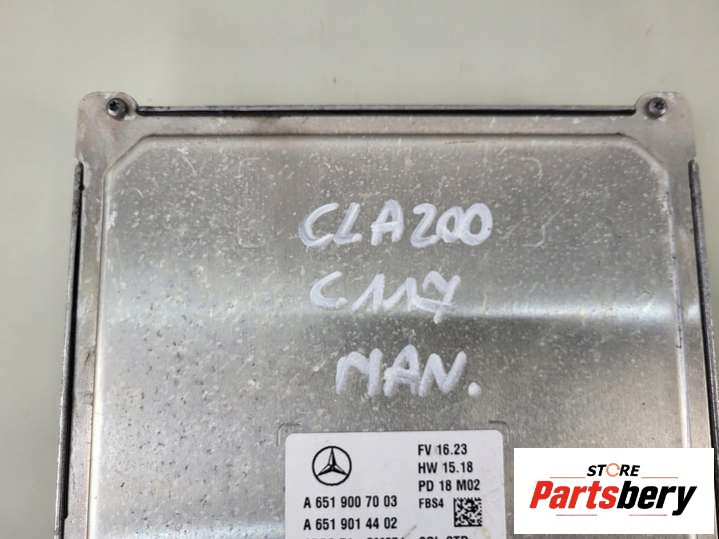 CLA200
C117
MAN.
FV 16.23
HW 15.18
PD 18 M02
A 651 900 70 03 FBS4
A 651 901 44 02
STORE
Partsbery